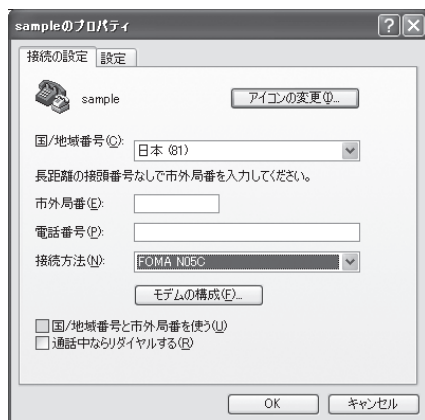 sampleのプロパティ
接続の設定 設定
sample アイコンの変更(I)...
国/地域番号(C): 日本 (81)
長距離の接頭番号なしで市外局番を入力してください。
市外局番(E):
電話番号(P):
接続方法(N): FOMA N05C
モデムの構成(F)...
国/地域番号と市外局番を使う(U)
通話中ならリダイヤルする(R)
OK キャンセル